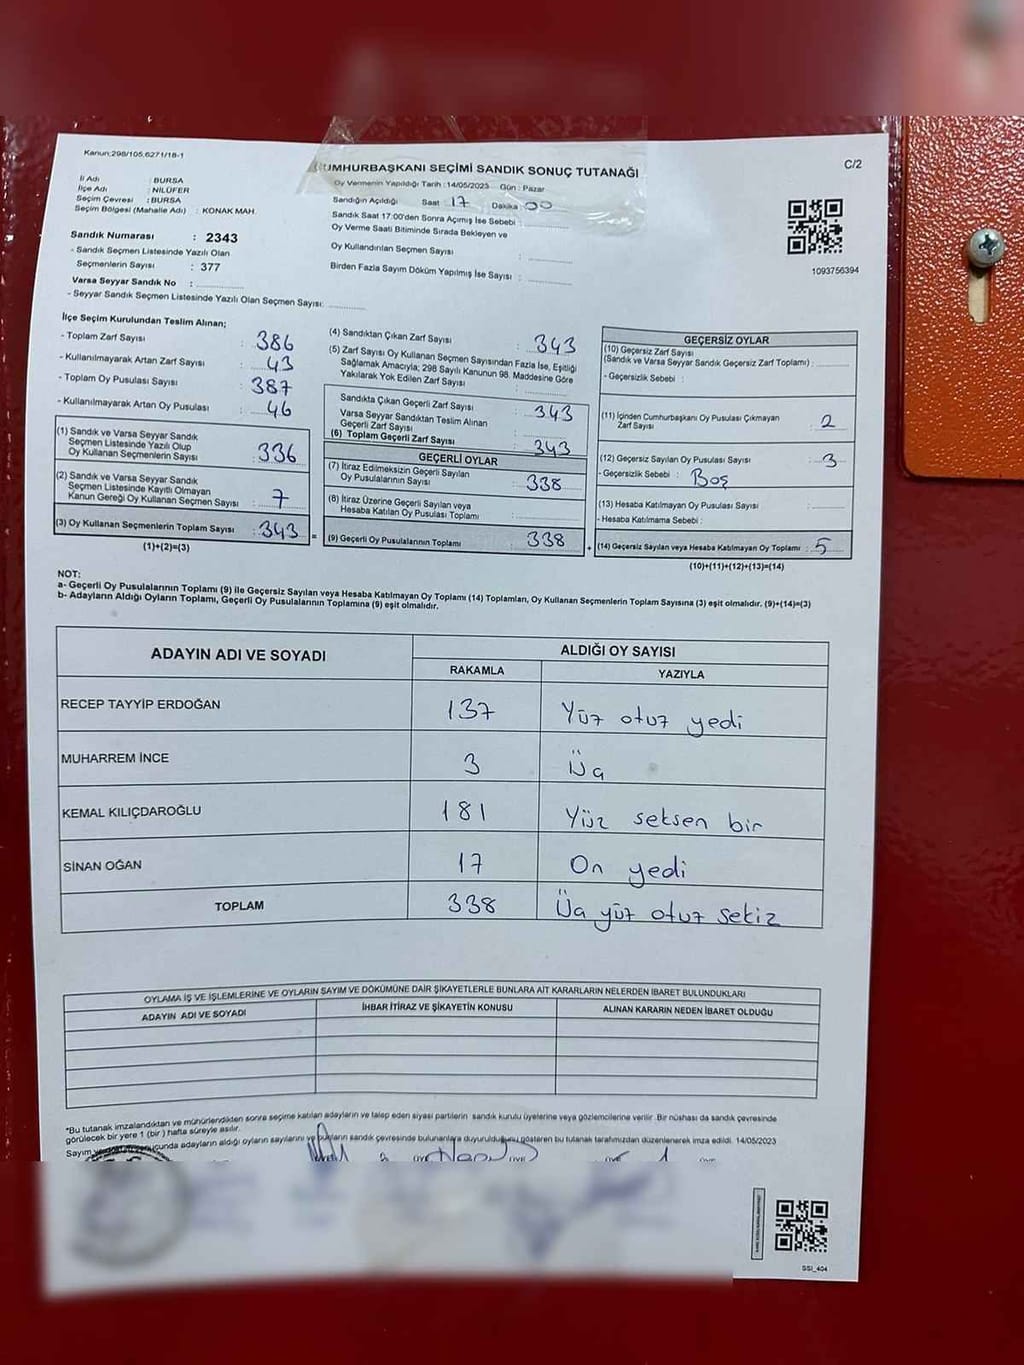 Kanun:298/105;6271/18-1
CUMHURBAŞKANI SEÇİMİ SANDIK SONUÇ TUTANAĞI
C/2
İl Adı : BURSA
İlçe Adı : NİLÜFER
Seçim Çevresi : BURSA
Seçim Bölgesi (Mahalle Adı) : KONAK MAH.
Sandık Numarası : 2343
- Sandık Seçmen Listesinde Yazılı Olan
Seçmenlerin Sayısı : 377
Varsa Seyyar Sandık No :
- Seyyar Sandık Seçmen Listesinde Yazılı Olan Seçmen Sayısı:
Oy Vermenin Yapıldığı Tarih : 14/05/2023 Gün : Pazar
Sandığın Açıldığı Saat 17 Dakika 00
Sandık Saat 17:00'den Sonra Açımış İse Sebebi :
Oy Verme Saati Bitiminde Sırada Bekleyen ve
Oy Kullandırılan Seçmen Sayısı :
Birden Fazla Sayım Döküm Yapılmış İse Sayısı :
1093756394
İlçe Seçim Kurulundan Teslim Alınan;
- Toplam Zarf Sayısı : 386
- Kullanılmayarak Artan Zarf Sayısı : 43
- Toplam Oy Pusulası Sayısı : 387
- Kullanılmayarak Artan Oy Pusulası : 46
(1) Sandık ve Varsa Seyyar Sandık
Seçmen Listesinde Yazılı Olup
Oy Kullanan Seçmenlerin Sayısı : 336
(2) Sandık ve Varsa Seyyar Sandık
Seçmen Listesinde Kayıtlı Olmayan
Kanun Gereği Oy Kullanan Seçmen Sayısı : 7
(3) Oy Kullanan Seçmenlerin Toplam Sayısı : 343
(1)+(2)=(3)
(4) Sandıktan Çıkan Zarf Sayısı : 343
(5) Zarf Sayısı Oy Kullanan Seçmen Sayısından Fazla İse, Eşitliği
Sağlamak Amacıyla; 298 Sayılı Kanunun 98. Maddesine Göre
Yakılarak Yok Edilen Zarf Sayısı :
Sandıkta Çıkan Geçerli Zarf Sayısı : 343
Varsa Seyyar Sandıktan Teslim Alınan
Geçerli Zarf Sayısı :
(6) Toplam Geçerli Zarf Sayısı : 343
GEÇERLİ OYLAR
(7) İtiraz Edilmeksizin Geçerli Sayılan
Oy Pusulalarının Sayısı : 338
(8) İtiraz Üzerine Geçerli Sayılan veya
Hesaba Katılan Oy Pusulası Toplamı :
= (9) Geçerli Oy Pusulalarının Toplamı : 338
GEÇERSİZ OYLAR
(10) Geçersiz Zarf Sayısı
(Sandık ve Varsa Seyyar Sandık Geçersiz Zarf Toplamı) :
- Geçersizlik Sebebi :
(11) İçinden Cumhurbaşkanı Oy Pusulası Çıkmayan
Zarf Sayısı : 2
(12) Geçersiz Sayılan Oy Pusulası Sayısı : 3
- Geçersizlik Sebebi : Boş
(13) Hesaba Katılmayan Oy Pusulası Sayısı :
- Hesaba Katılmama Sebebi :
+ (14) Geçersiz Sayılan veya Hesaba Katılmayan Oy Toplamı : 5
(10)+(11)+(12)+(13)=(14)
NOT:
a- Geçerli Oy Pusulalarının Toplamı (9) ile Geçersiz Sayılan veya Hesaba Katılmayan Oy Toplamı (14) Toplamları, Oy Kullanan Seçmenlerin Toplam Sayısına (3) eşit olmalıdır. (9)+(14)=(3)
b- Adayların Aldığı Oyların Toplamı, Geçerli Oy Pusulalarının Toplamına (9) eşit olmalıdır.
ADAYIN ADI VE SOYADI
ALDIĞI OY SAYISI
RAKAMLA YAZIYLA
RECEP TAYYİP ERDOĞAN 137 Yüz otuz yedi
MUHARREM İNCE 3 Üç
KEMAL KILIÇDAROĞLU 181 Yüz seksen bir
SİNAN OĞAN 17 On yedi
TOPLAM 338 Üç yüz otuz sekiz
OYLAMA İŞ VE İŞLEMLERİNE VE OYLARIN SAYIM VE DÖKÜMÜNE DAİR ŞİKAYETLERLE BUNLARA AİT KARARLARIN NELERDEN İBARET BULUNDUKLARI
ADAYIN ADI VE SOYADI İHBAR İTİRAZ VE ŞİKAYETİN KONUSU ALINAN KARARIN NEDEN İBARET OLDUĞU
*Bu tutanak imzalandıktan ve mühürlendikten sonra seçime katılan adayların ve talep eden siyasi partilerin sandık kurulu üyelerine veya gözlemcilerine verilir. Bir nüshası da sandık çevresinde
görülecek bir yere 1 (bir) hafta süreyle asılır.
Sayım ve sonucunda adayların aldığı oyların sayılarını ve bunların sandık çevresinde bulunanlara duyurulduğunu gösteren bu tutanak tarafımızdan düzenlenerek imza edildi. 14/05/2023
SSI_404